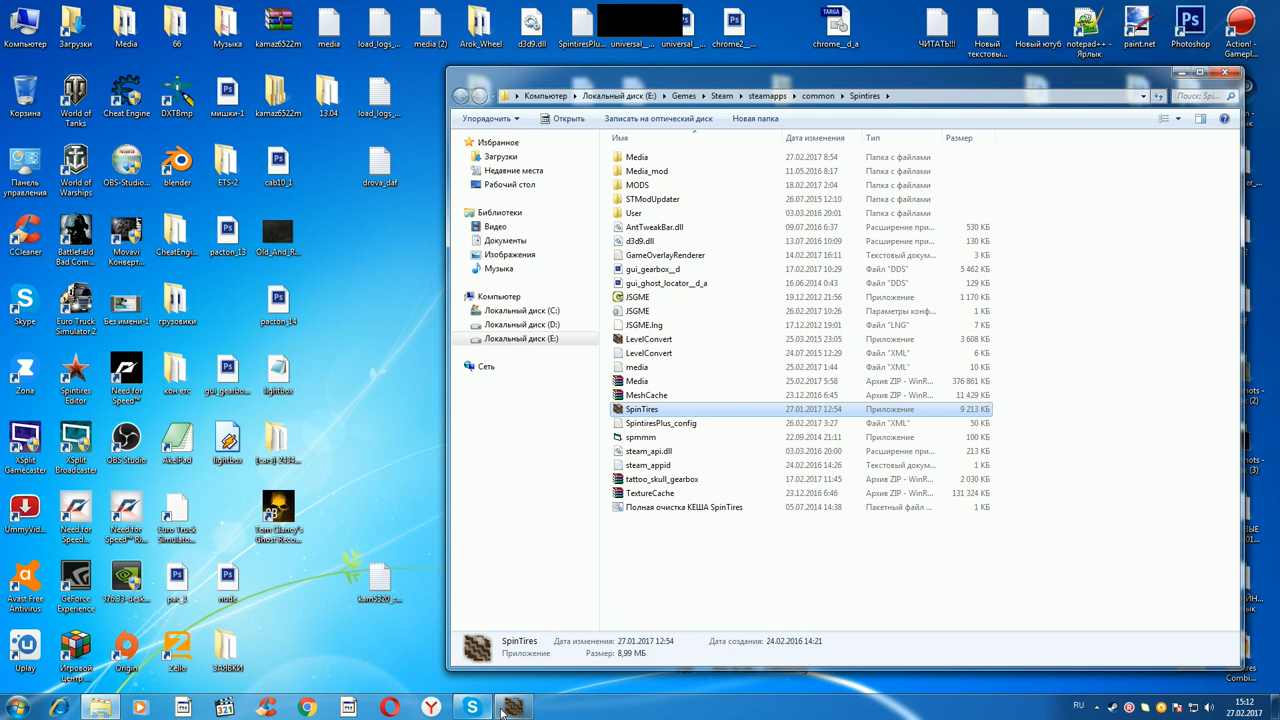 Компьютер
Загрузки
Media
66
Музыка
kamaz6522m
media
load_logs_...
media (2)
Arok_Wheel
d3d9.dll
SpintiresPlu...
universal_...
universal_...
chrome2_...
chrome__d_a
ЧИТАТЬ!!!
Новый текстовы...
Новый ютуб
notepad++ - Ярлык
paint.net
Photoshop
Action! - Gamepl...
Корзина
World of Tanks
Cheat Engine
DXTBmp
мишки-1
kamaz6522m
13.04
load_logs_...
Панель управления
World of Warships
OBS-Studio...
blender
ETS-2
cab10_1
drova_daf
CCleaner
Battlefield Bad Com...
Movavi Конверт...
CheatEngi...
pacton_13
Old_And_R...
Skype
Euro Truck Simulator 2
Без имени-1
грузовики
pacton_14
Zona
Spintires Editor
Need for Speed™
gui_gearbo...
lightbox
XSplit Gamecaster
XSplit Broadcaster
OBS Studio
AkelPad
lightbox
UmmyVid...
Need for Speed...
Need for Speed™ Ri...
Euro Truck Simulato...
Tom Clancy's Ghost Reco...
Avast Free Antivirus
GeForce Experience
376.33-desk...
nude
kam5320_z...
Uplay
Игровой центр ...
Origin
Zello
ЗАЯВКИ
Компьютер
Локальный диск (E:)
Gemes
Steam
steamapps
common
Spintires
Поиск: Spi...
Упорядочить
Открыть
Записать на оптический диск
Новая папка
Избранное
Загрузки
Недавние места
Рабочий стол
Библиотеки
Видео
Документы
Изображения
Музыка
Компьютер
Локальный диск (C:)
Локальный диск (D:)
Локальный диск (E:)
Сеть
Имя Дата изменения Тип Размер
Media 27.02.2017 8:54 Папка с файлами
Media_mod 11.05.2016 8:17 Папка с файлами
MODS 18.02.2017 2:04 Папка с файлами
STModUpdater 26.07.2015 12:10 Папка с файлами
User 03.03.2016 20:01 Папка с файлами
AntTweakBar.dll 09.07.2016 6:37 Расширение при... 530 КБ
d3d9.dll 13.07.2016 10:09 Расширение при... 130 КБ
GameOverlayRenderer 14.02.2017 16:11 Текстовый докум... 3 КБ
gui_gearbox__d 17.02.2017 10:29 Файл "DDS" 5 462 КБ
gui_ghost_locator__d_a 16.06.2014 0:43 Файл "DDS" 129 КБ
JSGME 19.12.2012 21:56 Приложение 1 170 КБ
JSGME 26.02.2017 10:26 Параметры конф... 1 КБ
JSGME.lng 17.12.2012 19:01 Файл "LNG" 7 КБ
LevelConvert 25.03.2015 23:05 Приложение 3 608 КБ
LevelConvert 24.07.2015 12:29 Файл "XML" 6 КБ
media 25.02.2017 1:44 Файл "XML" 10 КБ
Media 25.02.2017 5:58 Архив ZIP - WinR... 376 861 КБ
MeshCache 23.12.2016 6:45 Архив ZIP - WinR... 11 429 КБ
SpinTires 27.01.2017 12:54 Приложение 9 213 КБ
SpintiresPlus_config 26.02.2017 3:27 Файл "XML" 50 КБ
spmmm 22.09.2014 21:11 Приложение 100 КБ
steam_api.dll 03.03.2016 20:00 Расширение при... 213 КБ
steam_appid 24.02.2016 14:26 Текстовый докум... 1 КБ
tattoo_skull_gearbox 17.02.2017 11:45 Архив ZIP - WinR... 2 030 КБ
TextureCache 23.12.2016 6:46 Архив ZIP - WinR... 131 324 КБ
Полная очистка КЕША SpinTires 05.07.2014 14:38 Пакетный файл ... 1 КБ
SpinTires Дата изменения: 27.01.2017 12:54 Дата создания: 24.02.2016 14:21
Приложение Размер: 8,99 МБ
RU
15:12
27.02.2017